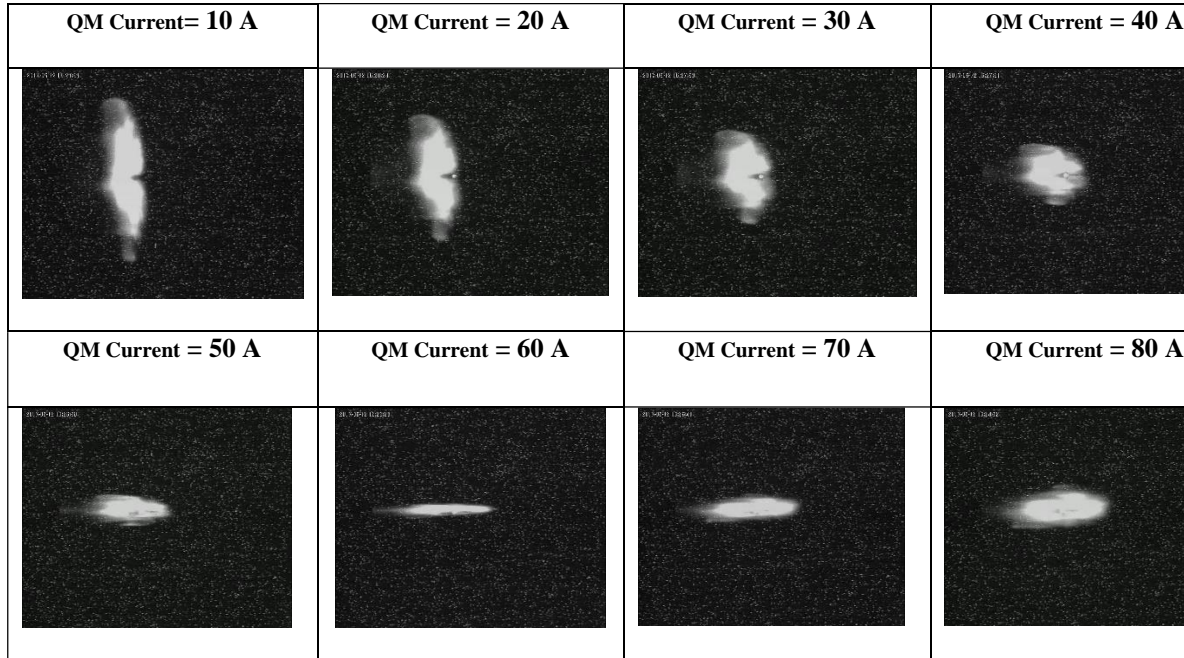 QM Current= 10 A
QM Current = 20 A
QM Current = 30 A
QM Current = 40 A
QM Current = 50 A
QM Current = 60 A
QM Current = 70 A
QM Current = 80 A